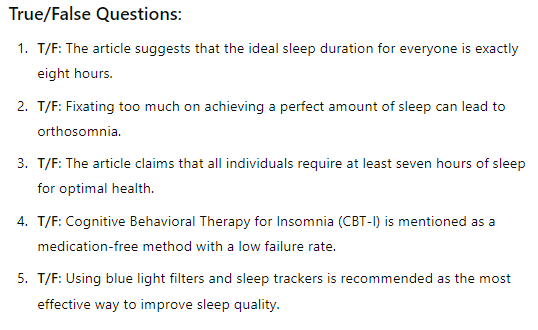 True/False Questions:
1. T/F: The article suggests that the ideal sleep duration for everyone is exactly
eight hours.
2. T/F: Fixating too much on achieving a perfect amount of sleep can lead to
orthosomnia.
3. T/F: The article claims that all individuals require at least seven hours of sleep
for optimal health.
4. T/F: Cognitive Behavioral Therapy for Insomnia (CBT-I) is mentioned as a
medication-free method with a low failure rate.
5. T/F: Using blue light filters and sleep trackers is recommended as the most
effective way to improve sleep quality.